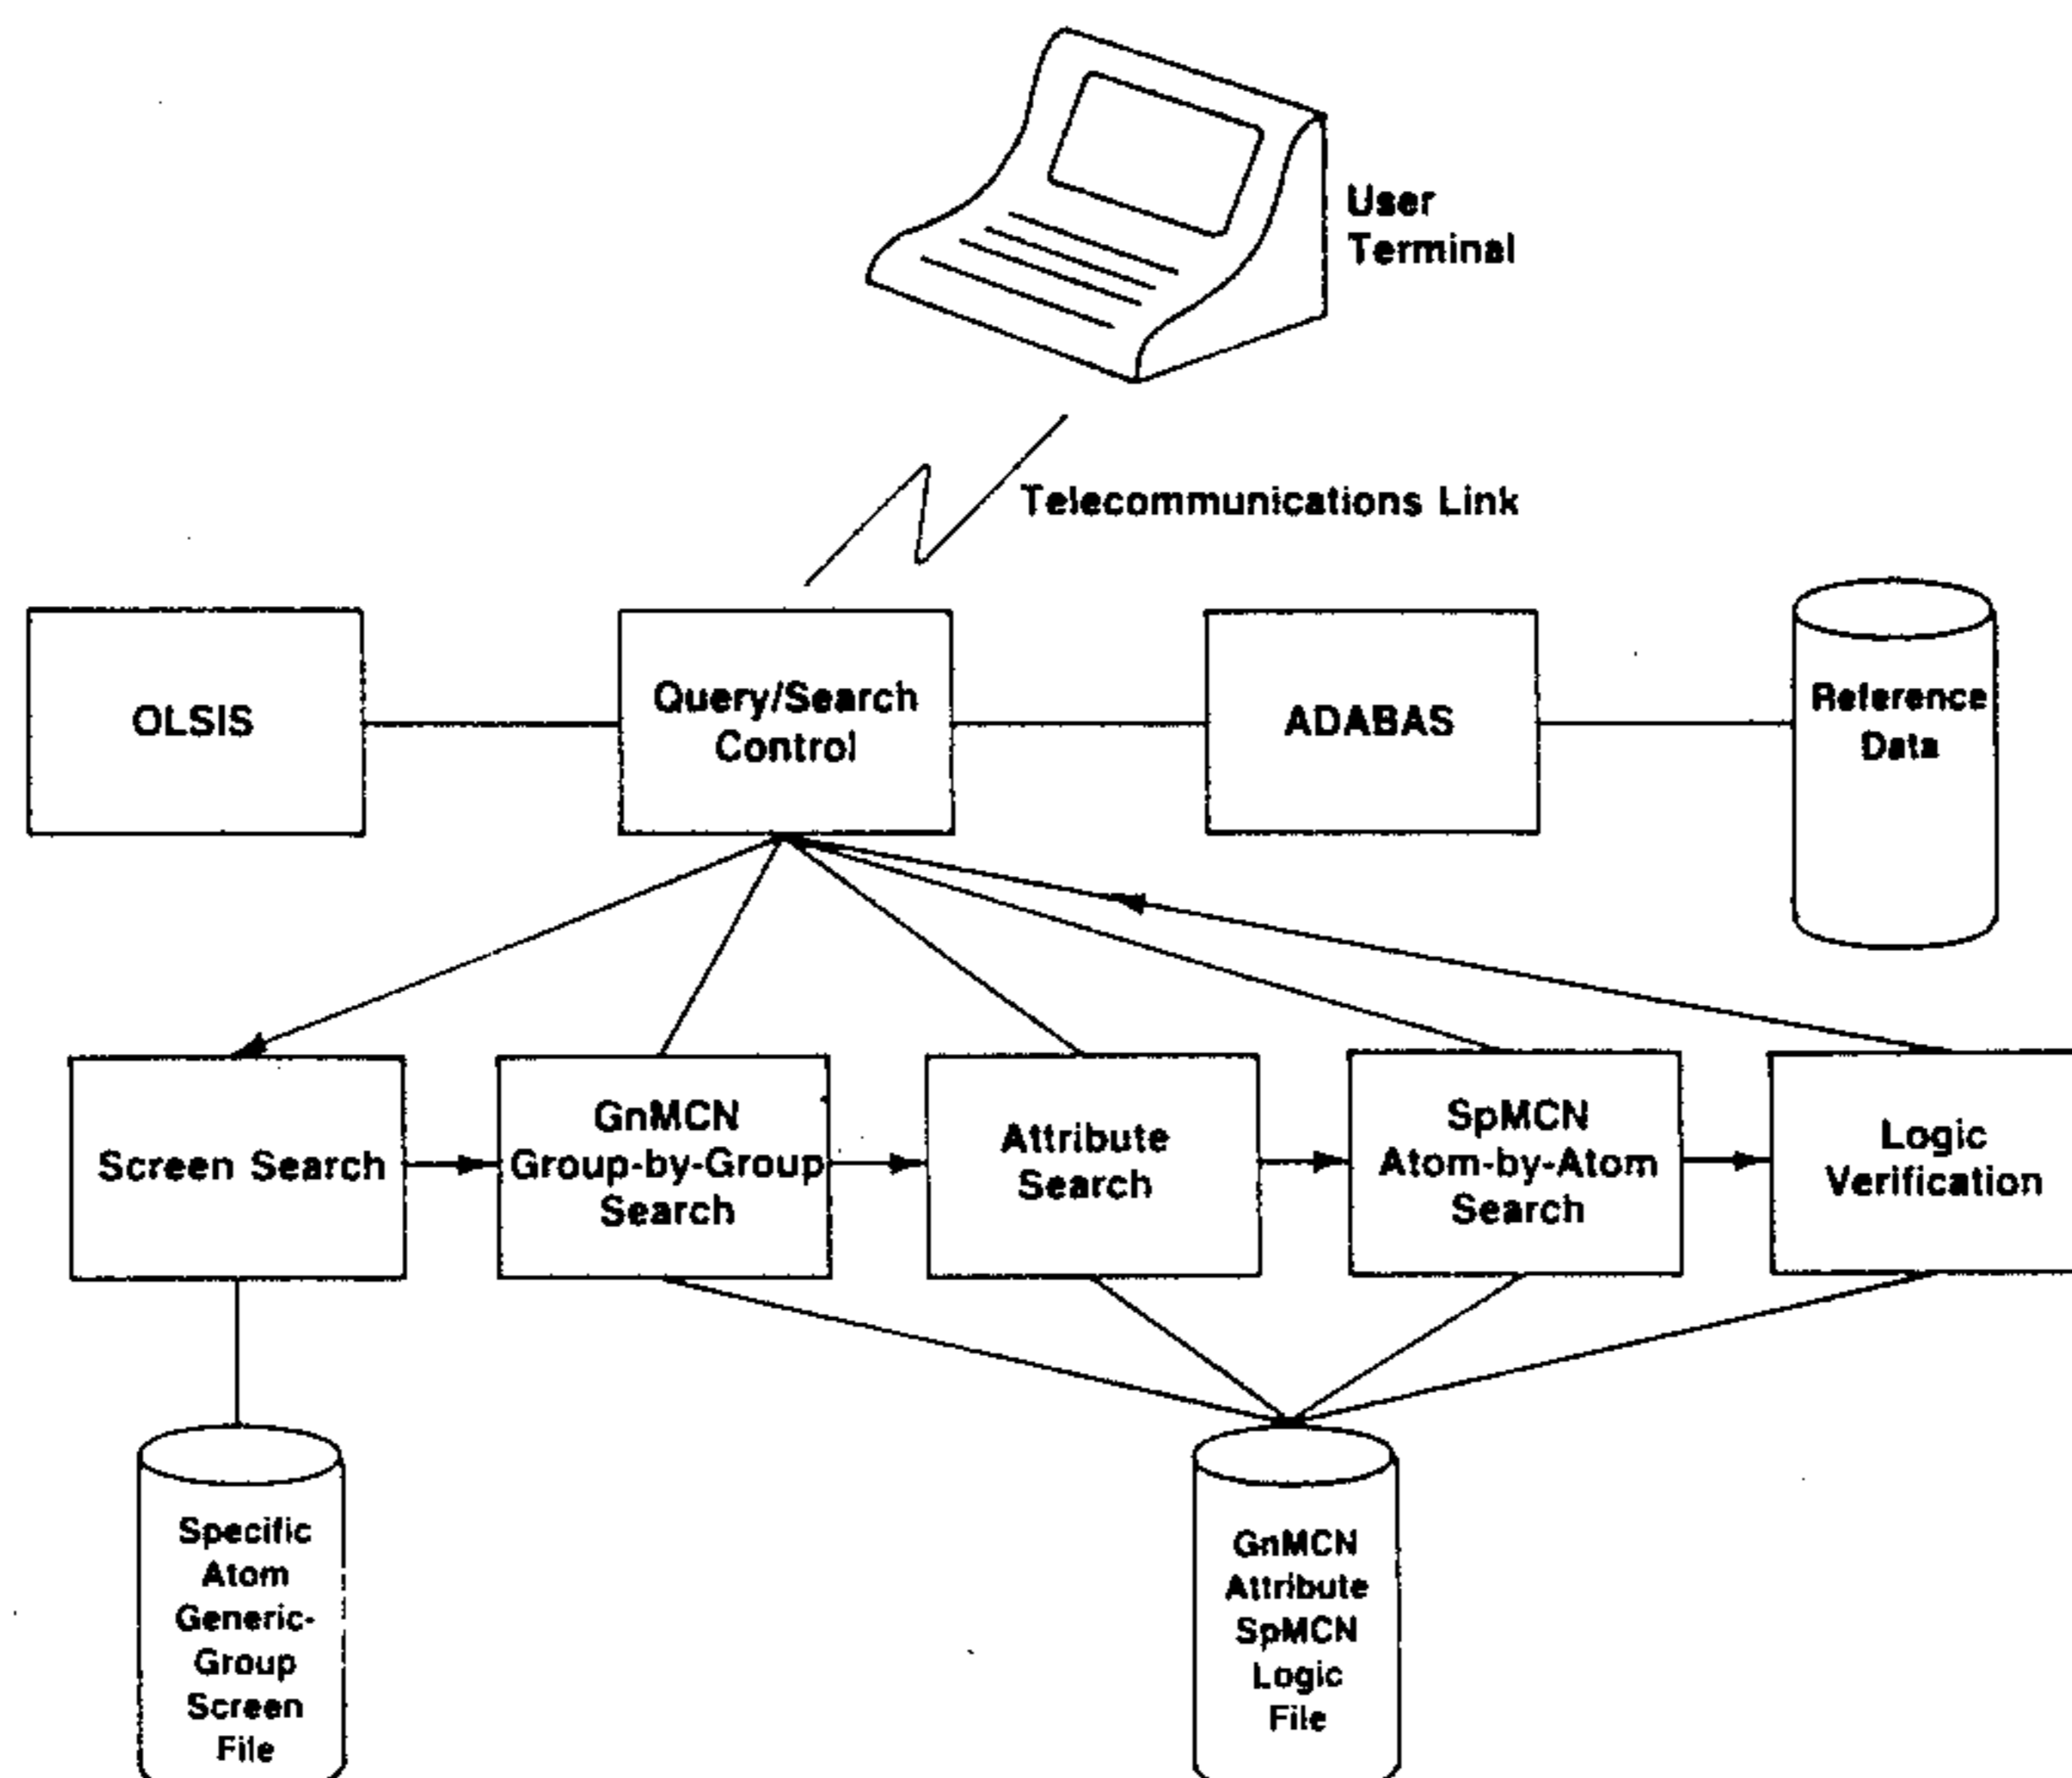 User
Terminal
Telecommunications Link
OLSIS
Query/Search
Control
ADABAS
Reference
Data
Screen Search
GnMCN
Group-by-Group
Search
Attribute
Search
SpMCN
Atom-by-Atom
Search
Logic
Verification
Specific
Atom
Generic-
Group
Screen
File
GnMCN
Attribute
SpMCN
Logic
File